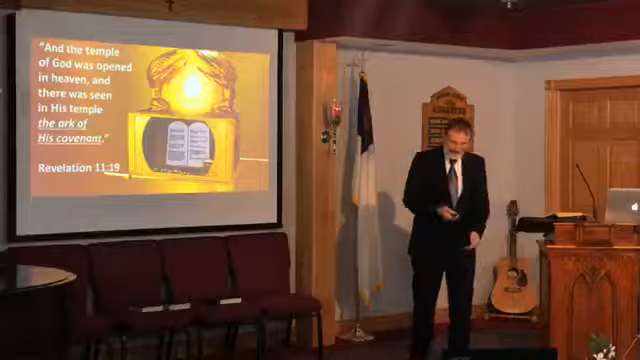 "And the temple
of God was opened
in heaven, and
there was seen
in His temple
the ark of
His covenant."
Revelation 11:19